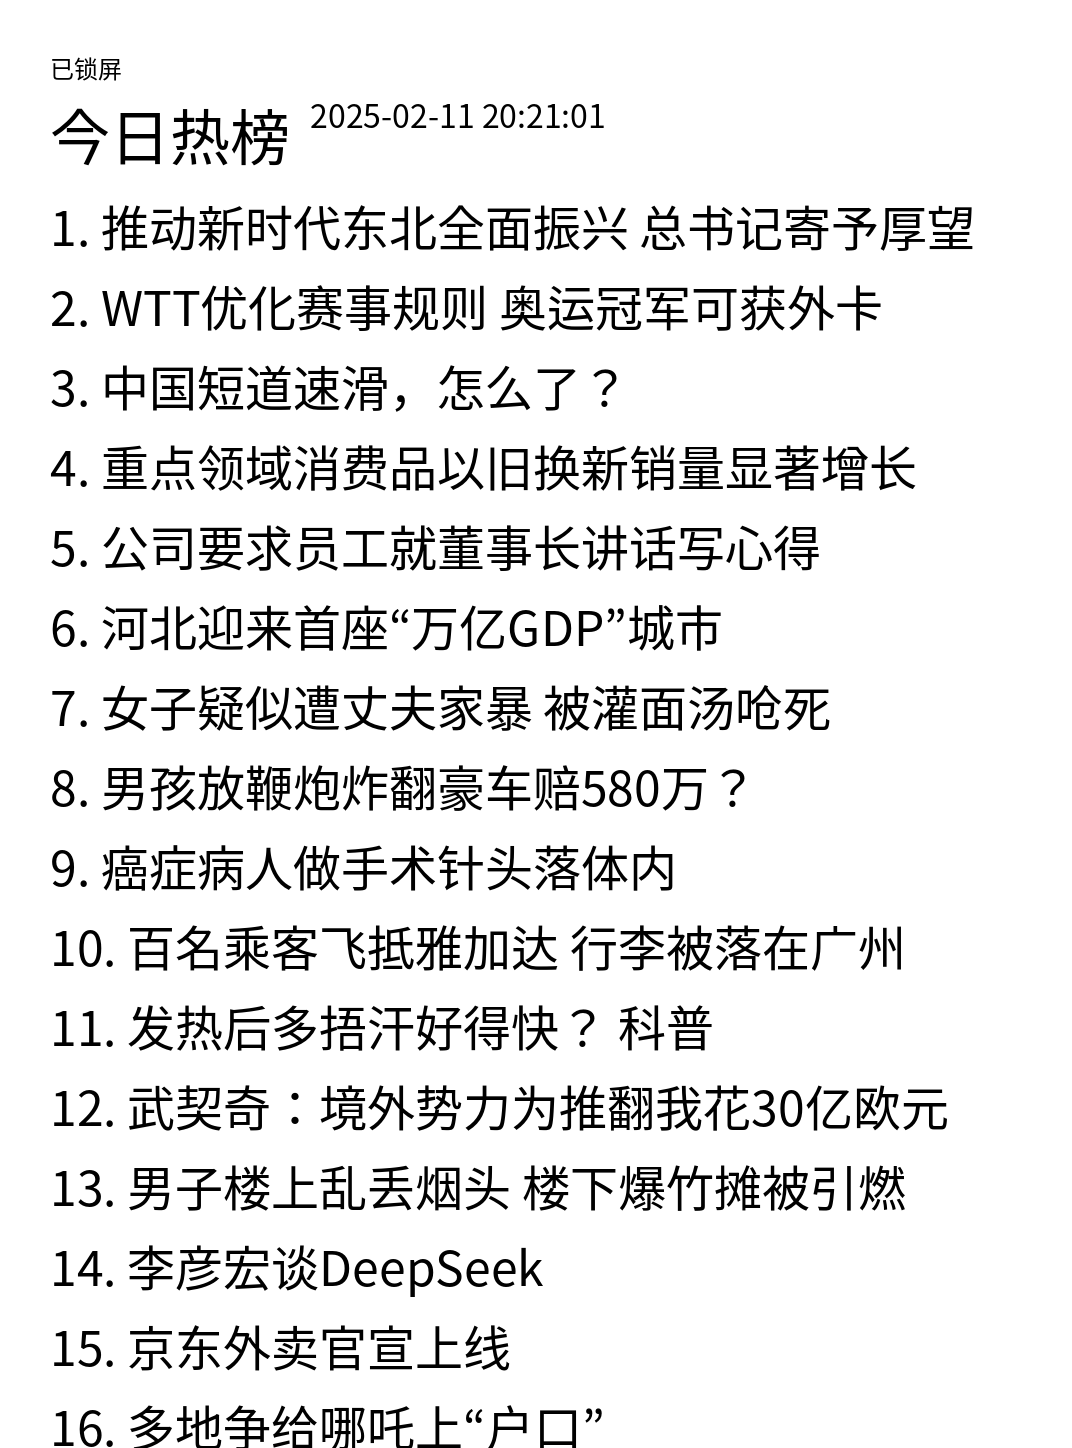 已锁屏
今日热榜 2025-02-11 20:21:01
1. 推动新时代东北全面振兴 总书记寄予厚望
2. WTT优化赛事规则 奥运冠军可获外卡
3. 中国短道速滑，怎么了？
4. 重点领域消费品以旧换新销量显著增长
5. 公司要求员工就董事长讲话写心得
6. 河北迎来首座“万亿GDP”城市
7. 女子疑似遭丈夫家暴 被灌面汤呛死
8. 男孩放鞭炮炸翻豪车赔580万？
9. 癌症病人做手术针头落体内
10. 百名乘客飞抵雅加达 行李被落在广州
11. 发热后多捂汗好得快？ 科普
12. 武契奇：境外势力为推翻我花30亿欧元
13. 男子楼上乱丢烟头 楼下爆竹摊被引燃
14. 李彦宏谈DeepSeek
15. 京东外卖官宣上线
16. 多地争给哪吒上“户口”